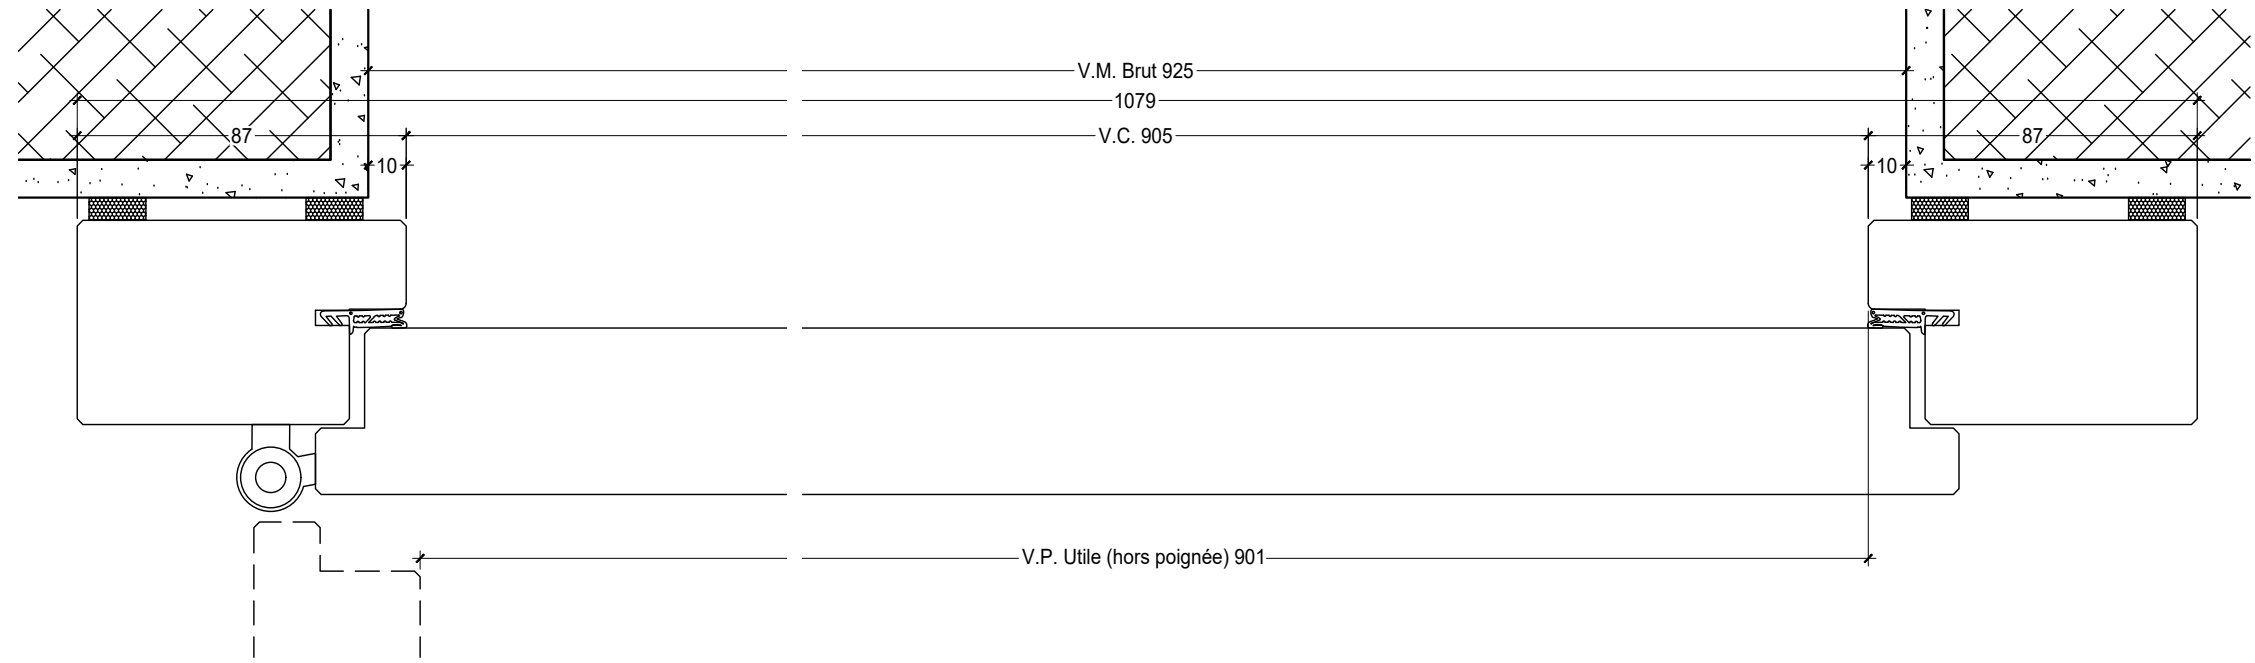 V.M. Brut 925
1079
87
V.C. 905
87
10
10
V.P. Utile (hors poignée) 901